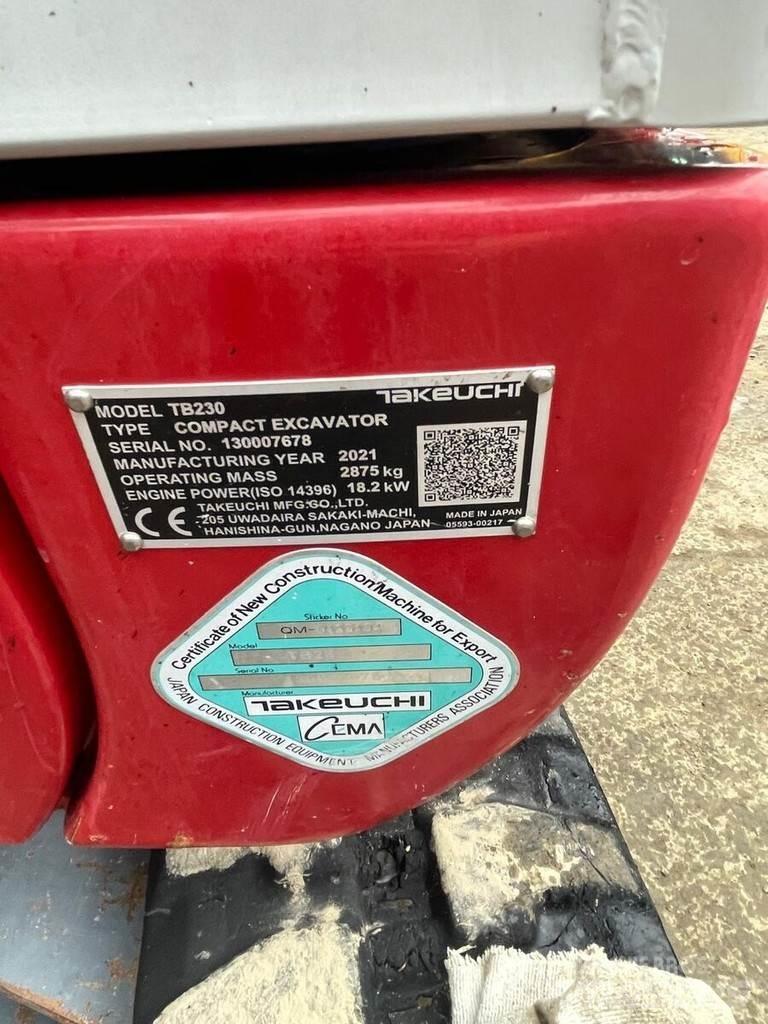 TAKEUCHI
MODEL TB230
TYPE COMPACT EXCAVATOR
SERIAL NO. 130007678
MANUFACTURING YEAR 2021
OPERATING MASS 2875 kg
ENGINE POWER(ISO 14396) 18.2 kW
TAKEUCHI MFG.CO.,LTD.
205 UWADAIRA SAKAKI-MACHI,
HANISHINA-GUN,NAGANO JAPAN
CE
MADE IN JAPAN
05593-00217
Certificate of New Construction Machine for Export
Sticker No
QM-
Model
Serial No.
Manufacturer
TAKEUCHI
CEMA
JAPAN CONSTRUCTION EQUIPMENT MANUFACTURERS ASSOCIATION